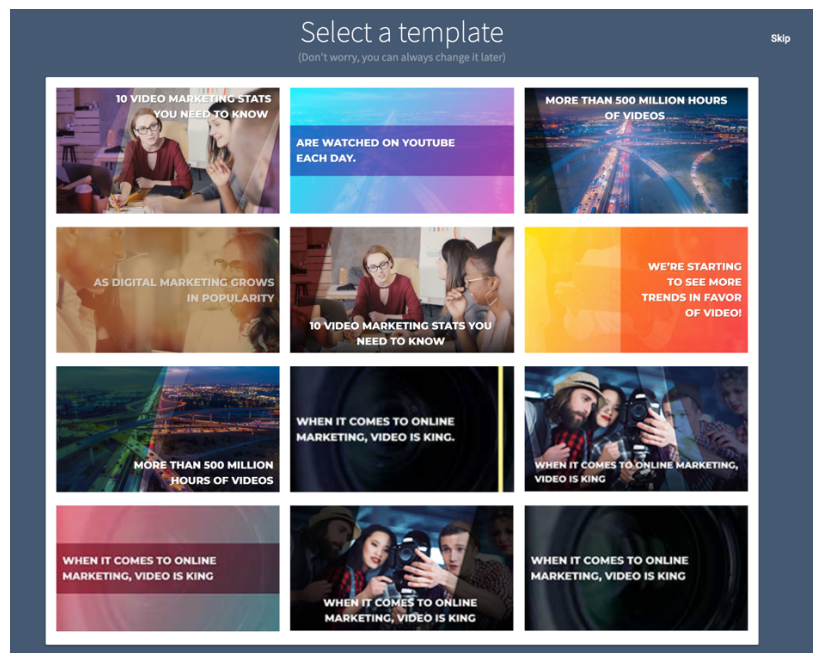 Select a template
(Don't worry, you can always change it later)
Skip
10 VIDEO MARKETING STATS
YOU NEED TO KNOW
ARE WATCHED ON YOUTUBE
EACH DAY.
MORE THAN 500 MILLION HOURS
OF VIDEOS
AS DIGITAL MARKETING GROWS
IN POPULARITY
10 VIDEO MARKETING STATS YOU
NEED TO KNOW
WE'RE STARTING
TO SEE MORE
TRENDS IN FAVOR
OF VIDEO!
MORE THAN 500 MILLION
HOURS OF VIDEOS
WHEN IT COMES TO ONLINE
MARKETING, VIDEO IS KING.
WHEN IT COMES TO ONLINE MARKETING,
VIDEO IS KING
WHEN IT COMES TO ONLINE
MARKETING, VIDEO IS KING
WHEN IT COMES TO ONLINE
MARKETING, VIDEO IS KING
WHEN IT COMES TO ONLINE
MARKETING, VIDEO IS KING